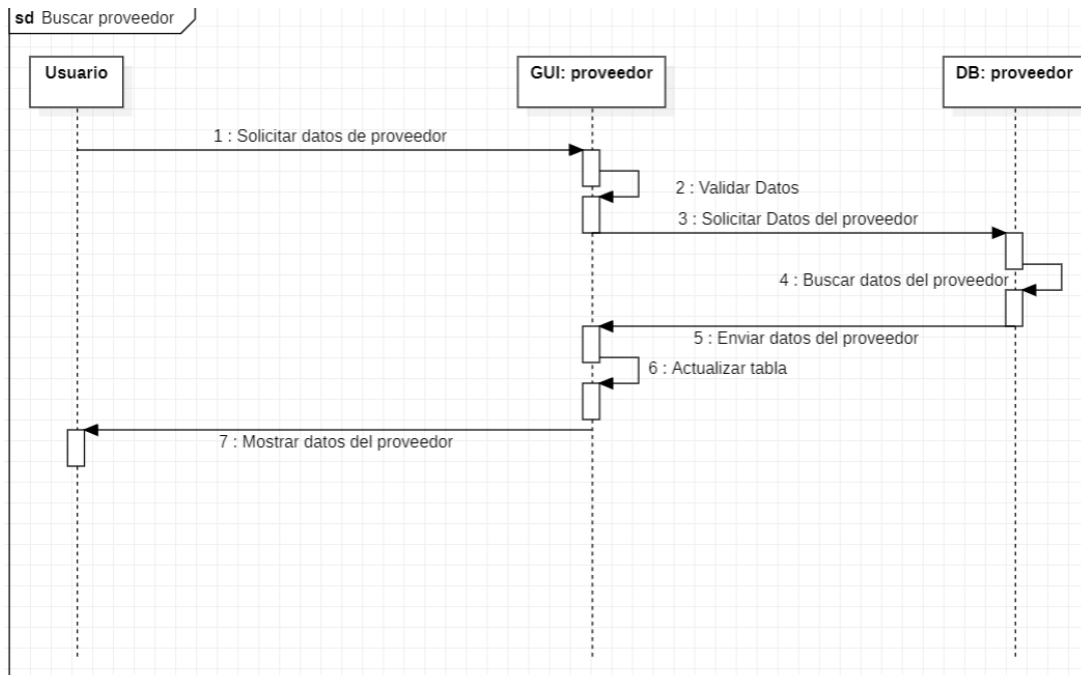 sd Buscar proveedor
Usuario
GUI: proveedor
DB: proveedor
1 : Solicitar datos de proveedor
2 : Validar Datos
3 : Solicitar Datos del proveedor
4 : Buscar datos del proveedor
5 : Enviar datos del proveedor
6 : Actualizar tabla
7 : Mostrar datos del proveedor